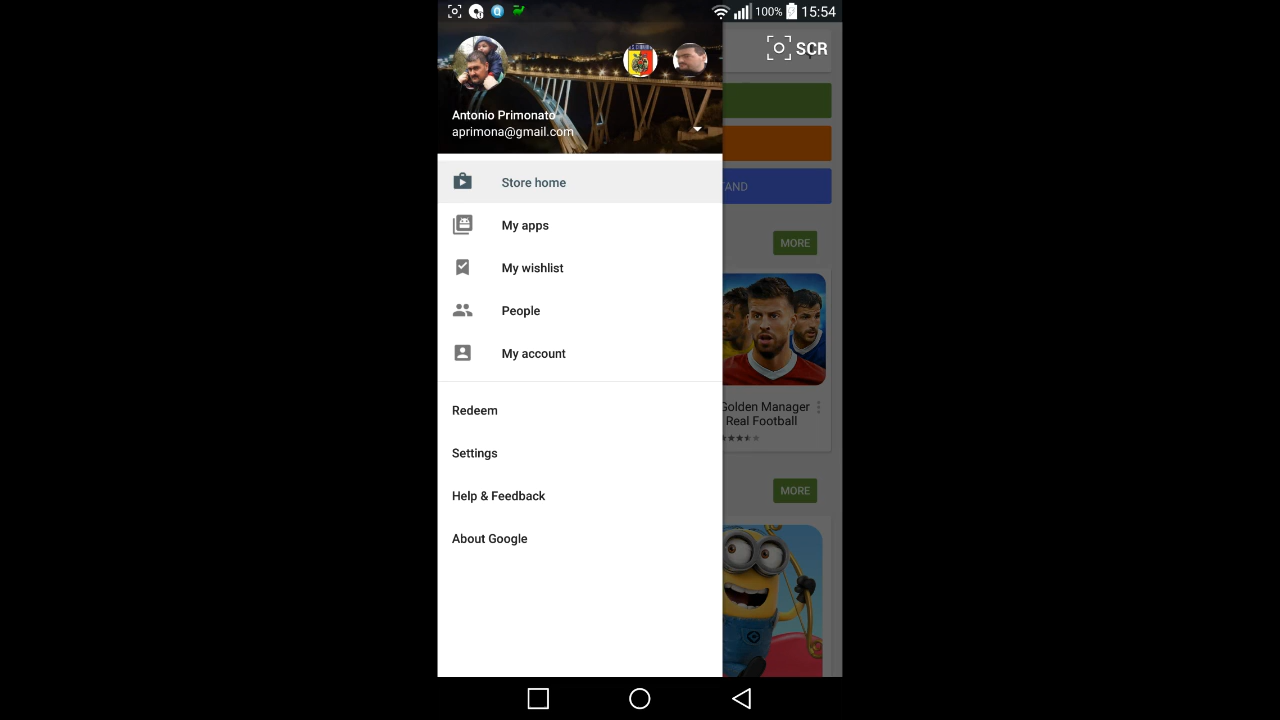 100% 15:54
SCR
Antonio Primonato
aprimona@gmail.com
Store home
My apps
My wishlist
People
My account
Redeem
Settings
Help & Feedback
About Google
AND
MORE
Golden Manager
Real Football
MORE